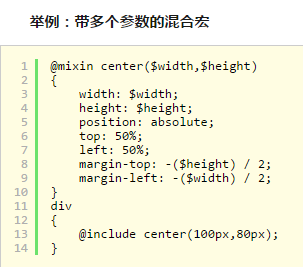 举例：带多个参数的混合宏
1 @mixin center($width,$height)
2 {
3     width: $width;
4     height: $height;
5     position: absolute;
6     top: 50%;
7     left: 50%;
8     margin-top: -($height) / 2;
9     margin-left: -($width) / 2;
10 }
11 div
12 {
13     @include center(100px,80px);
14 }